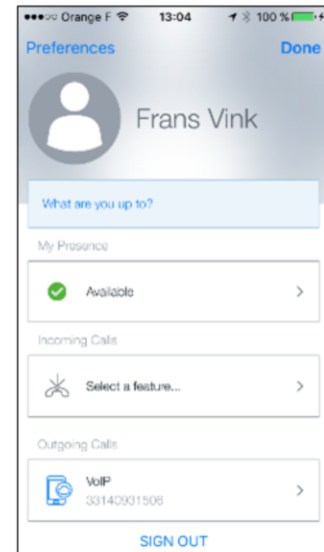 Orange F 13:04 100 %
Preferences Done
Frans Vink
What are you up to?
My Presence
Available
Incoming Calls
Select a feature...
Outgoing Calls
VoIP
33140931506
SIGN OUT